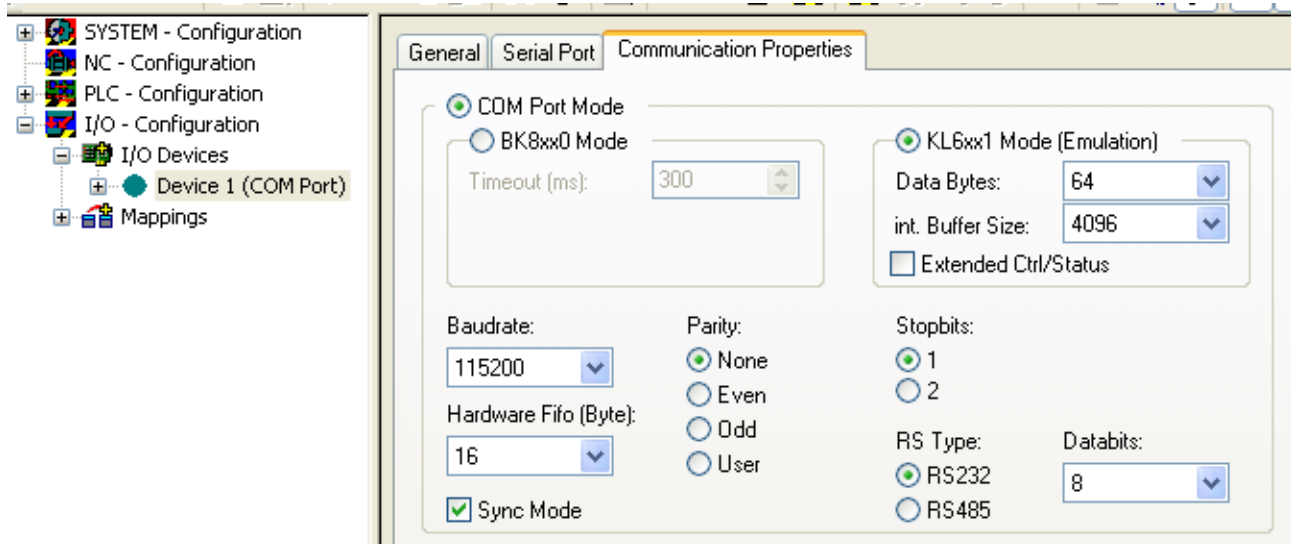 SYSTEM - Configuration
NC - Configuration
PLC - Configuration
I/O - Configuration
I/O Devices
Device 1 (COM Port)
Mappings
General
Serial Port
Communication Properties
COM Port Mode
BK8xx0 Mode
Timeout (ms):
300
KL6xx1 Mode (Emulation)
Data Bytes:
64
int. Buffer Size:
4096
Extended Ctrl/Status
Baudrate:
115200
Hardware Fifo (Byte):
16
Sync Mode
Parity:
None
Even
Odd
User
Stopbits:
1
2
RS Type:
RS232
RS485
Databits:
8